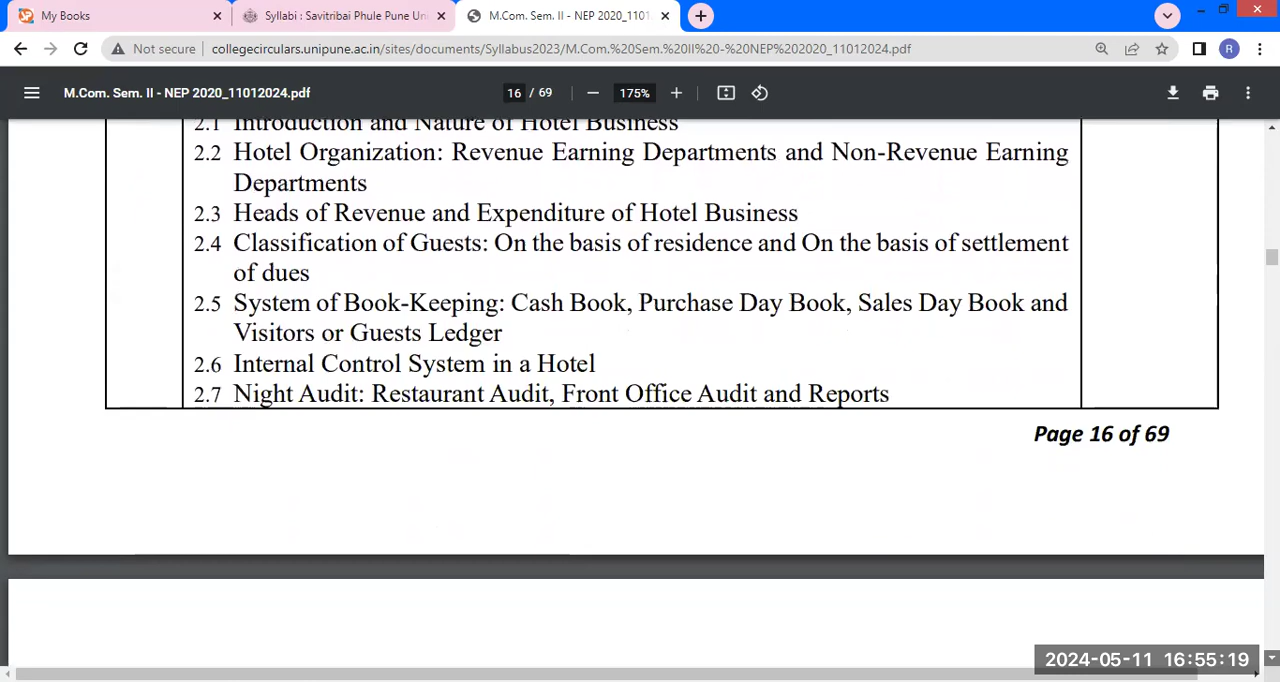 My Books
Syllabi : Savitribai Phule Pune Un
M.Com. Sem. II - NEP 2020_1101
Not secure
collegecirculars.unipune.ac.in/sites/documents/Syllabus2023/M.Com.%20Sem.%20II%20-%20NEP%202020_11012024.pdf
R
M.Com. Sem. II - NEP 2020_11012024.pdf
16 / 69
175%
2.1 Introduction and Nature of Hotel Business
2.2 Hotel Organization: Revenue Earning Departments and Non-Revenue Earning
Departments
2.3 Heads of Revenue and Expenditure of Hotel Business
2.4 Classification of Guests: On the basis of residence and On the basis of settlement
of dues
2.5 System of Book-Keeping: Cash Book, Purchase Day Book, Sales Day Book and
Visitors or Guests Ledger
2.6 Internal Control System in a Hotel
2.7 Night Audit: Restaurant Audit, Front Office Audit and Reports
Page 16 of 69
2024-05-11 16:55:19